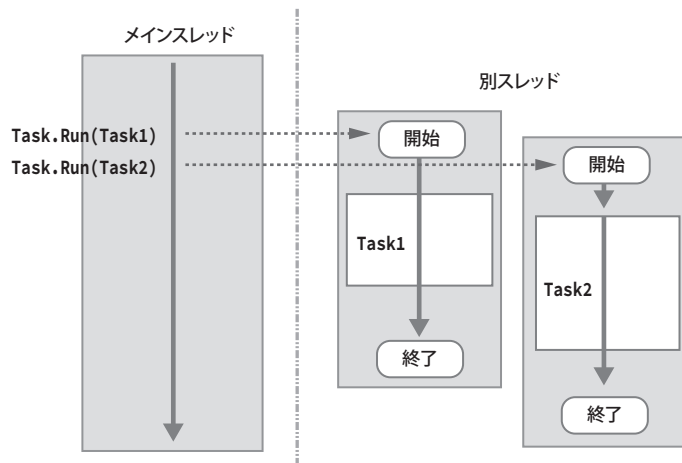 メインスレッド
別スレッド
Task.Run(Task1)
Task.Run(Task2)
開始
Task1
終了
開始
Task2
終了